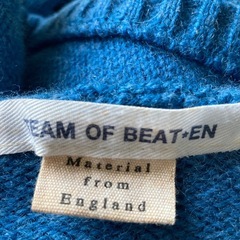 TEAM OF BEAT★EN
Material
from
England